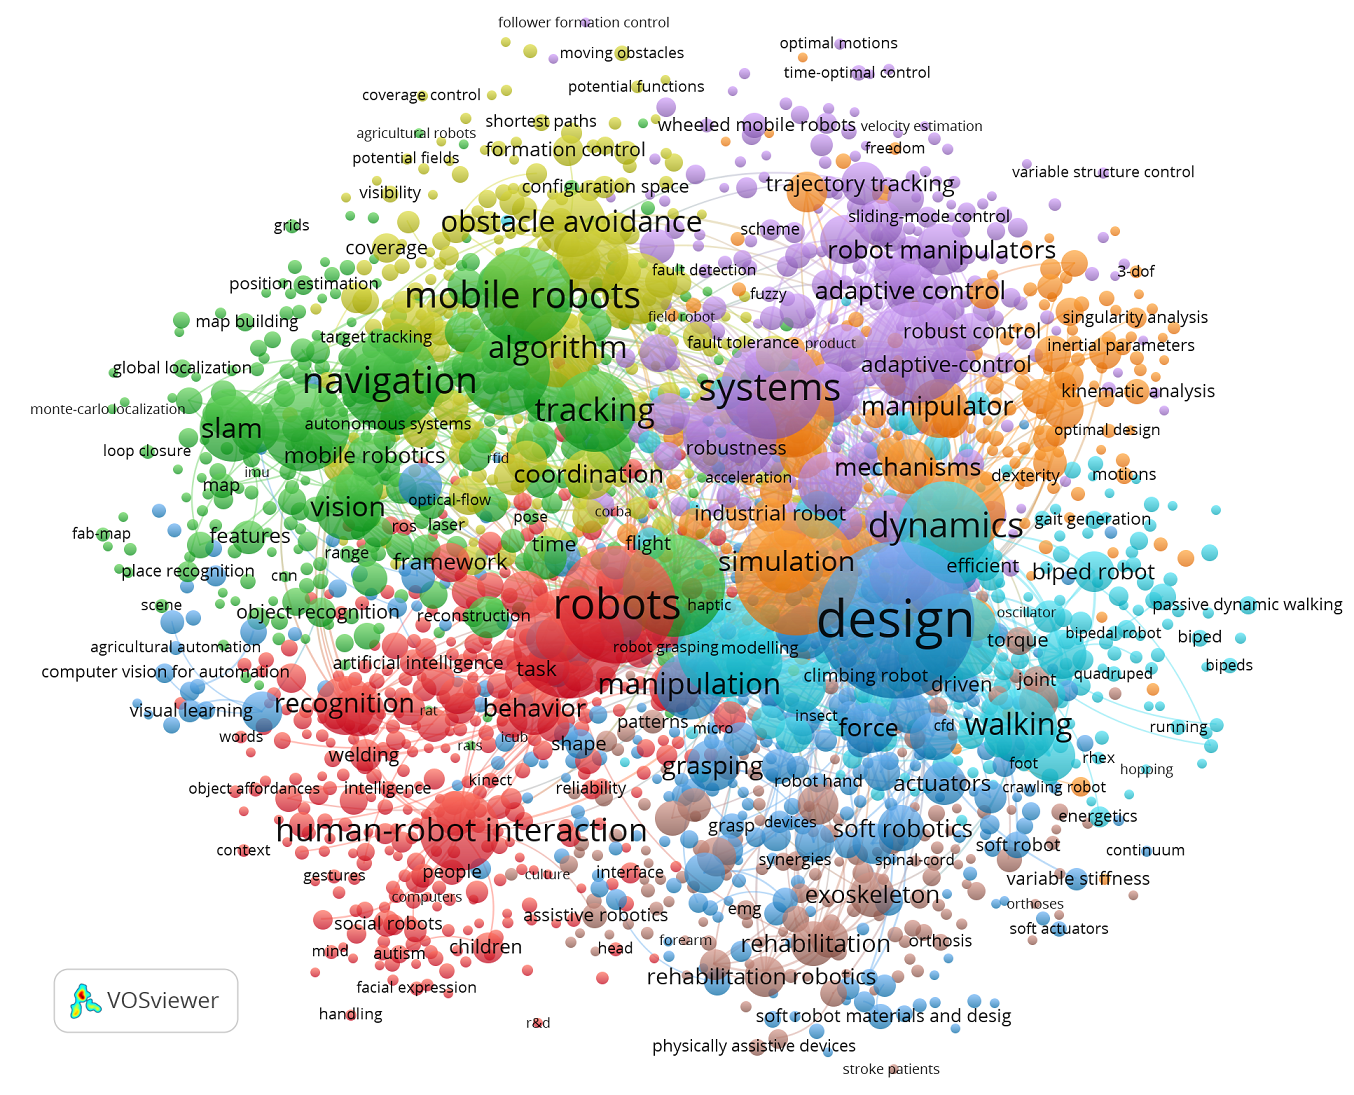 follower formation control
optimal motions
moving obstacles
time-optimal control
potential functions
coverage control
shortest paths
wheeled mobile robots
velocity estimation
agricultural robots
formation control
freedom
potential fields
variable structure control
configuration space
trajectory tracking
visibility
obstacle avoidance
sliding-mode control
grids
scheme
coverage
robot manipulators
fault detection
3-dof
position estimation
mobile robots
fuzzy
adaptive control
map building
field robot
singularity analysis
target tracking
algorithm
fault tolerance
product
robust control
inertial parameters
global localization
adaptive-control
navigation
systems
kinematic analysis
monte-carlo localization
tracking
manipulator
slam
autonomous systems
optimal design
loop closure
mobile robotics
rfid
robustness
imu
coordination
acceleration
mechanisms
dexterity
motions
map
optical-flow
vision
ros
laser
pose
corba
industrial robot
dynamics
gait generation
fab-map
features
range
time
flight
place recognition
cnn
framework
simulation
efficient
biped robot
scene
object recognition
reconstruction
robots
haptic
design
oscillator
passive dynamic walking
agricultural automation
robot grasping
modelling
torque
bipedal robot
biped
computer vision for automation
artificial intelligence
task
manipulation
climbing robot
driven
joint
quadruped
bipeds
visual learning
recognition
rat
behavior
patterns
micro
insect
force
cfd
walking
running
words
rats
icub
shape
welding
kinect
grasping
robot hand
actuators
foot
rhex
hopping
object affordances
intelligence
reliability
crawling robot
human-robot interaction
grasp
devices
soft robotics
energetics
context
synergies
spinal-cord
soft robot
continuum
gestures
people
culture
interface
variable stiffness
computers
emg
exoskeleton
orthoses
social robots
assistive robotics
soft actuators
mind
autism
children
head
forearm
rehabilitation
orthosis
facial expression
rehabilitation robotics
VOSviewer
handling
r&d
soft robot materials and desig
physically assistive devices
stroke patients